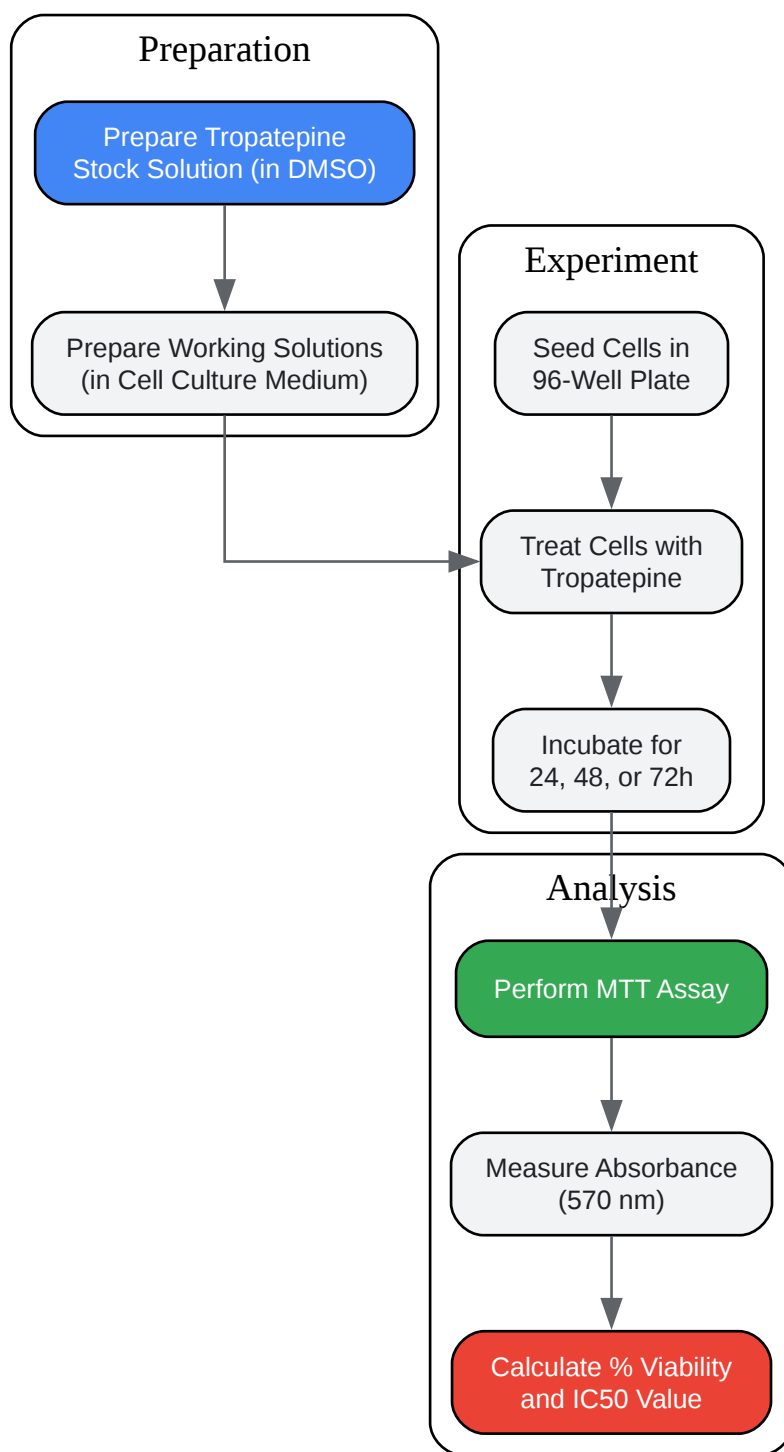 Preparation
Prepare Tropatepine
Stock Solution (in DMSO)
Prepare Working Solutions
(in Cell Culture Medium)
Experiment
Seed Cells in
96-Well Plate
Treat Cells with
Tropatepine
Incubate for
24, 48, or 72h
Analysis
Perform MTT Assay
Measure Absorbance
(570 nm)
Calculate % Viability
and IC50 Value